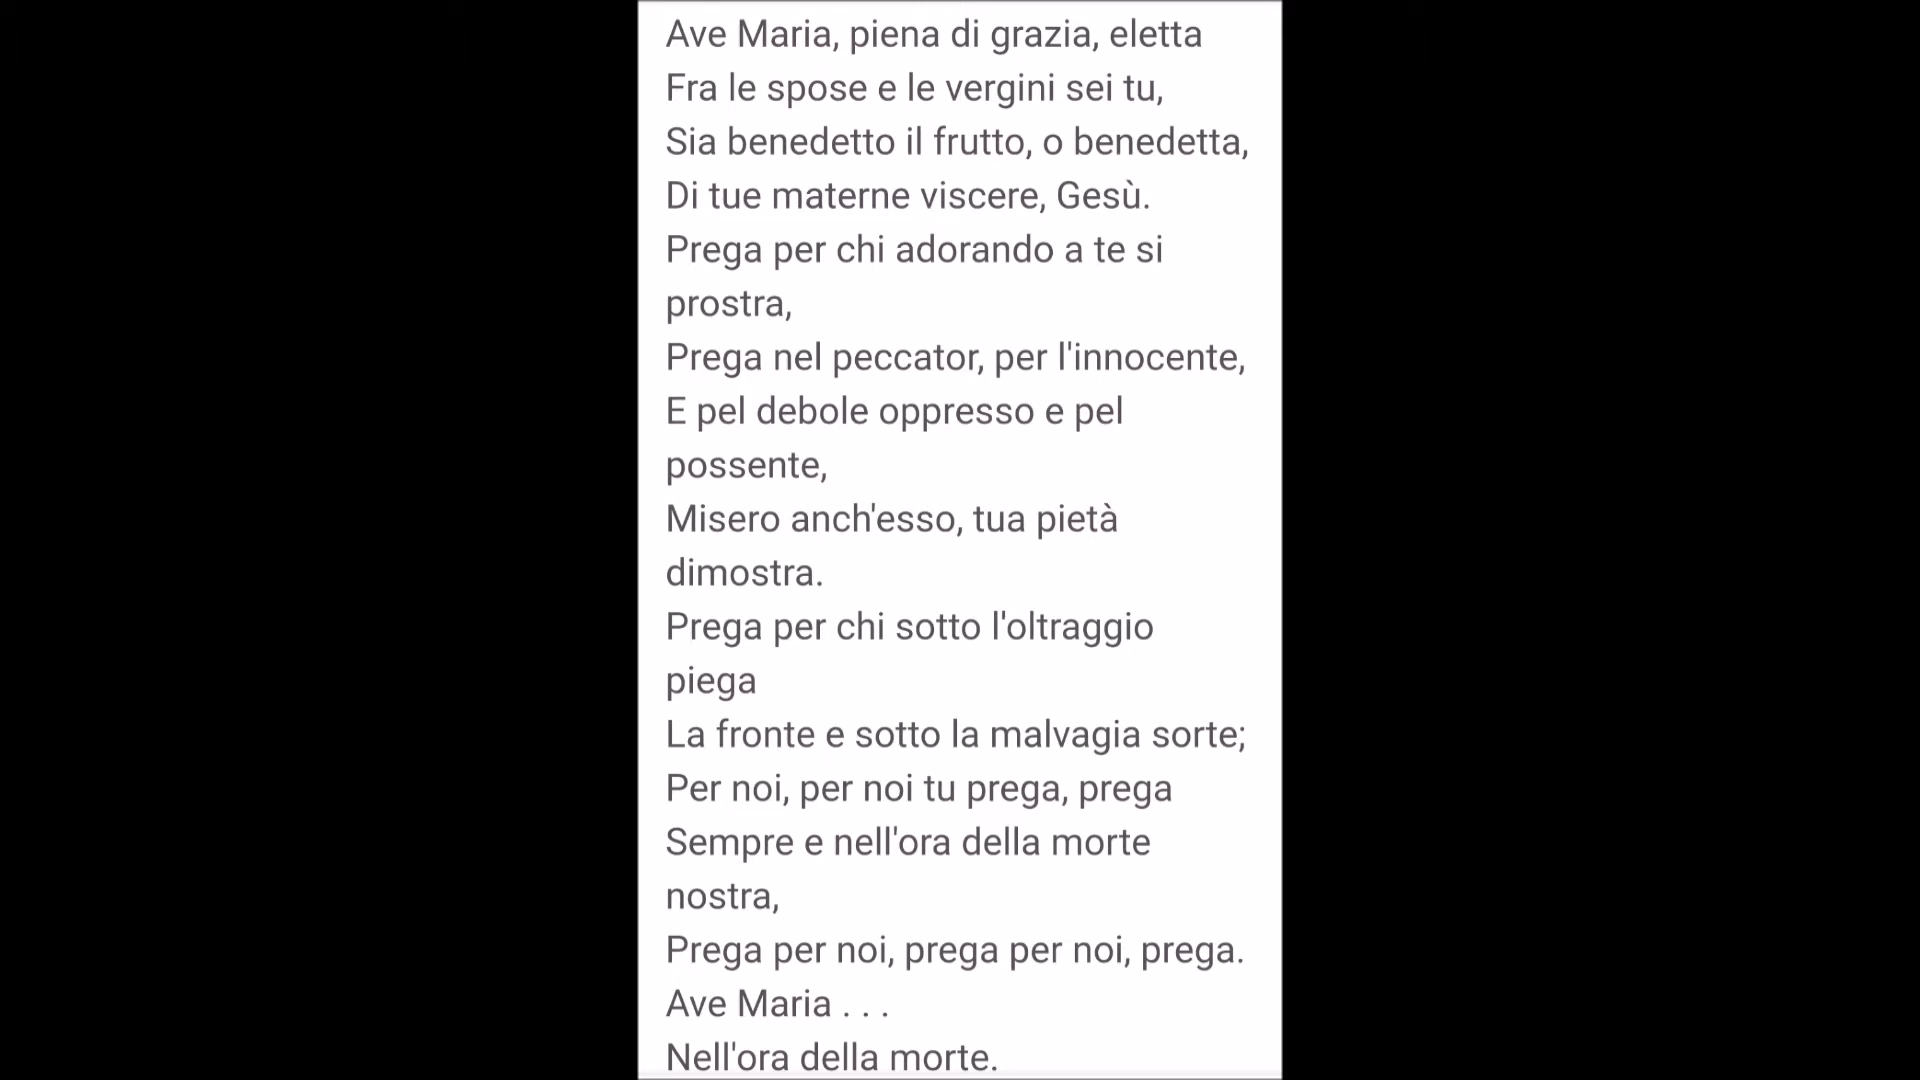 Ave Maria, piena di grazia, eletta
Fra le spose e le vergini sei tu,
Sia benedetto il frutto, o benedetta,
Di tue materne viscere, Gesù.
Prega per chi adorando a te si
prostra,
Prega nel peccator, per l'innocente,
E pel debole oppresso e pel
possente,
Misero anch'esso, tua pietà
dimostra.
Prega per chi sotto l'oltraggio
piega
La fronte e sotto la malvagia sorte;
Per noi, per noi tu prega, prega
Sempre e nell'ora della morte
nostra,
Prega per noi, prega per noi, prega.
Ave Maria . . .
Nell'ora della morte.